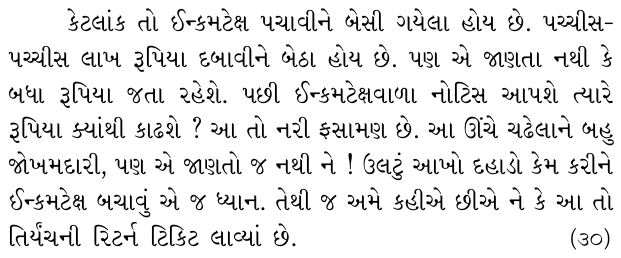 કેટલાંક તો ઈન્કમટેક્ષ પચાવીને બેસી ગયેલા હોય છે. પચ્ચીસ-
પચ્ચીસ લાખ રૂપિયા દબાવીને બેઠા હોય છે. પણ એ જાણતા નથી કે
બધા રૂપિયા જતા રહેશે. પછી ઈન્કમટેક્ષવાળા નોટિસ આપશે ત્યારે
રૂપિયા ક્યાંથી કાઢશે ? આ તો નરી ફસામણ છે. આ ઊંચે ચઢેલાને બહુ
જોખમદારી, પણ એ જાણતો જ નથી ને ! ઉલટું આખો દહાડો કેમ કરીને
ઈન્કમટેક્ષ બચાવું એ જ ધ્યાન. તેથી જ અમે કહીએ છીએ ને કે આ તો
તિર્યંચની રિટર્ન ટિકિટ લાવ્યાં છે. (૩૦)